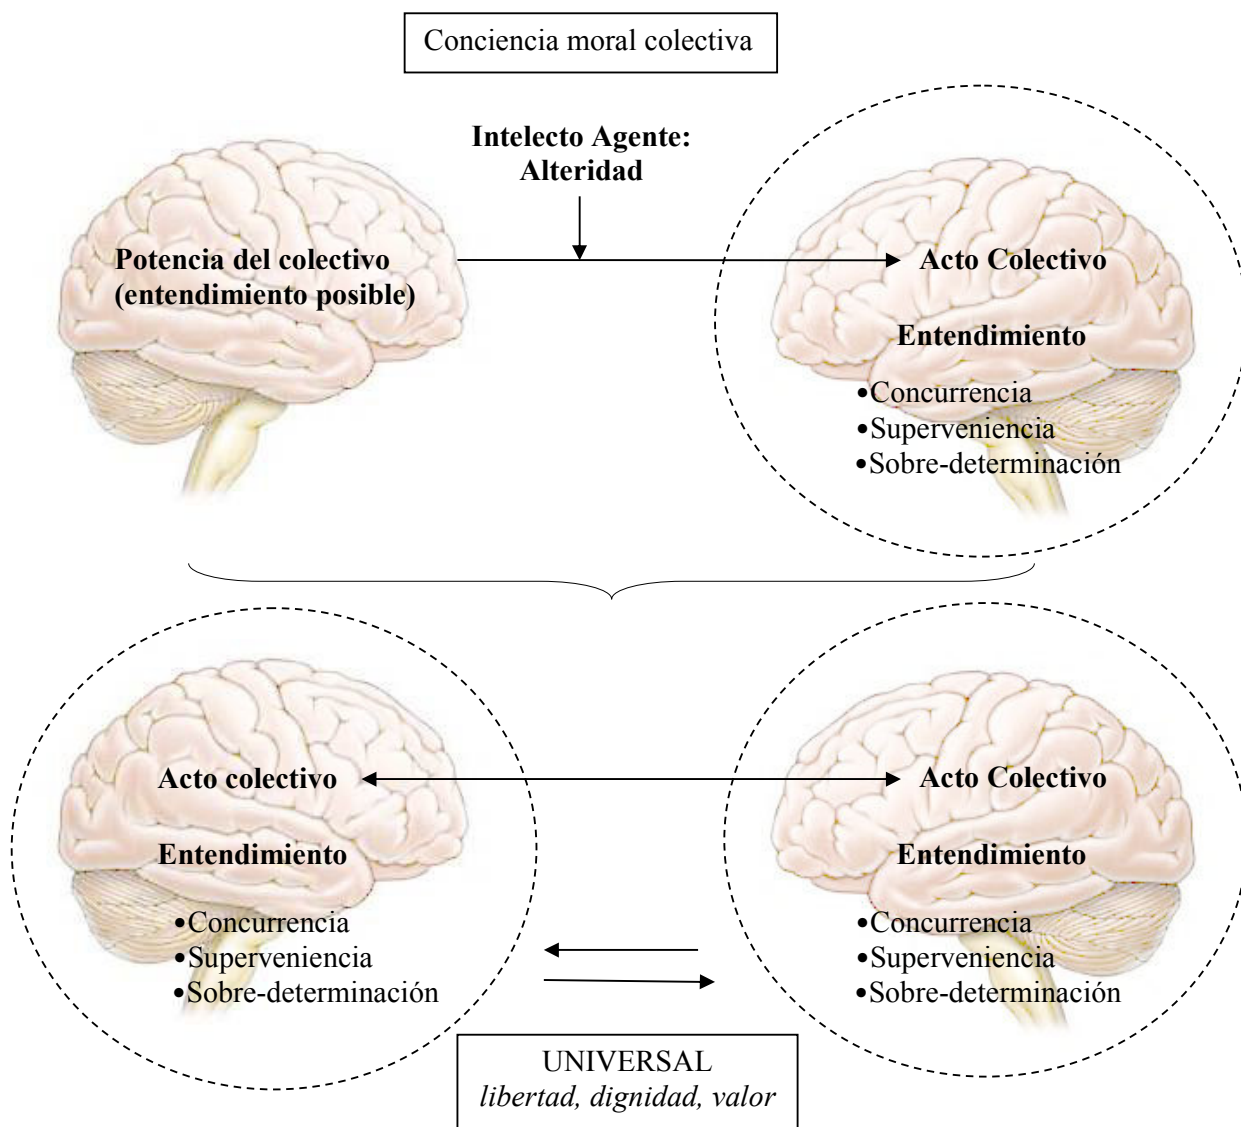 Conciencia moral colectiva
Intelecto Agente:
Alteridad
Potencia del colectivo
(entendimiento posible)
Acto Colectivo
Entendimiento
•Concurrencia
•Superveniencia
•Sobre-determinación
Acto colectivo
Entendimiento
•Concurrencia
•Superveniencia
•Sobre-determinación
Acto Colectivo
Entendimiento
•Concurrencia
•Superveniencia
•Sobre-determinación
UNIVERSAL
libertad, dignidad, valor